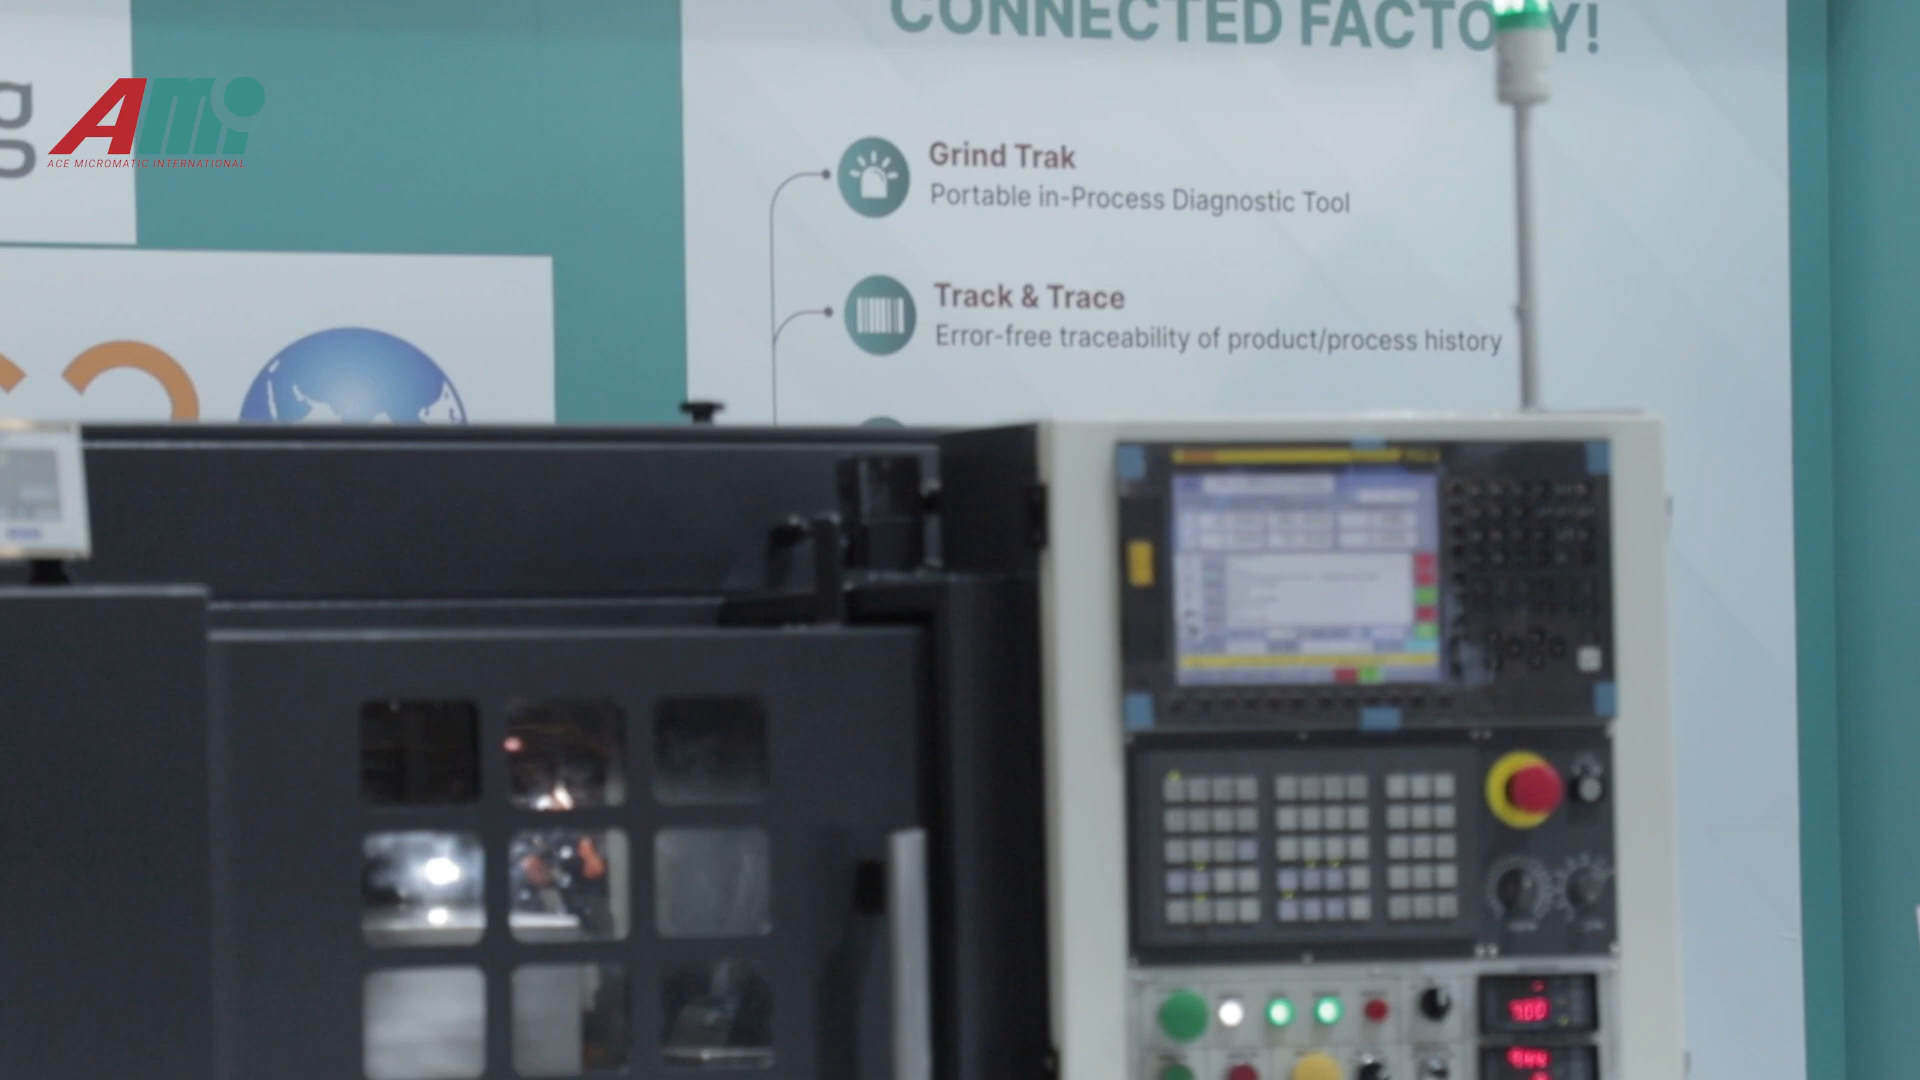 CONNECTED FACTO Y!
g
AMi
ACE MICROMATIC INTERNATIONAL
Grind Trak
Portable in-Process Diagnostic Tool
Track & Trace
Error-free traceability of product/process history